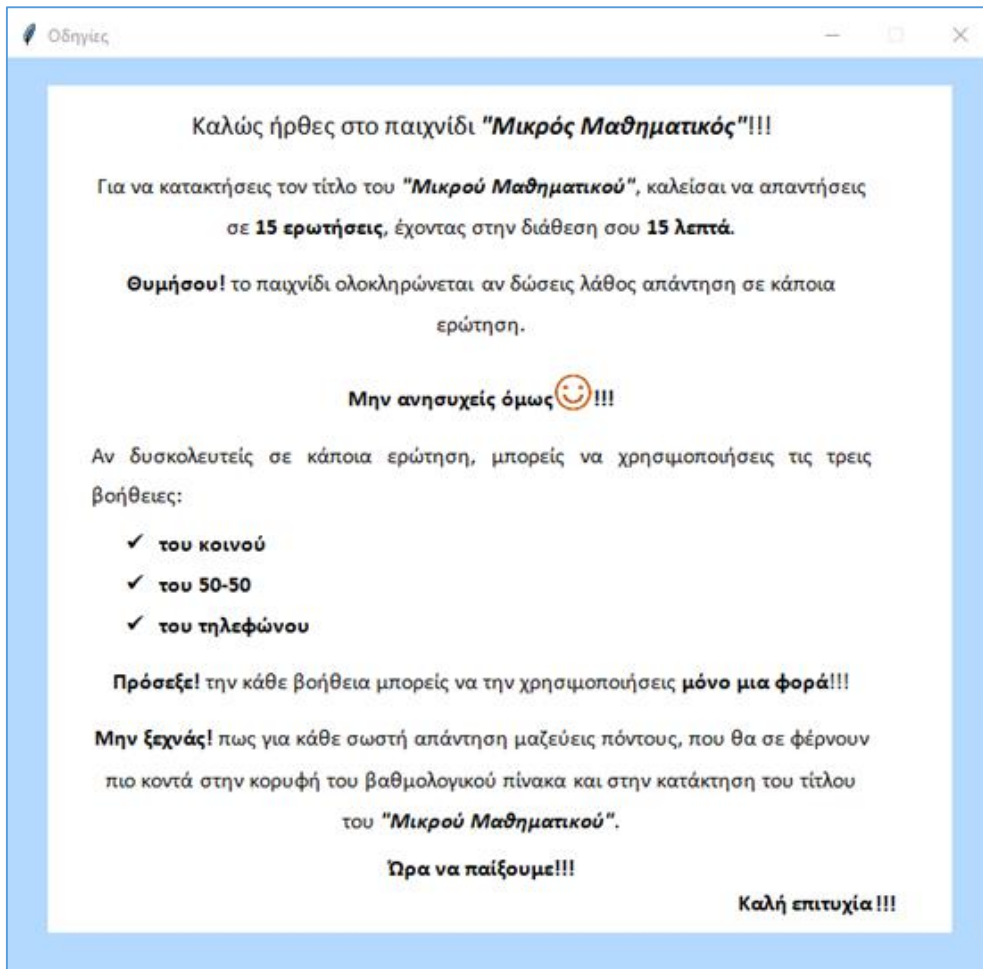 Οδηγίες
Καλώς ήρθες στο παιχνίδι "Μικρός Μαθηματικός"!!!
Για να κατακτήσεις τον τίτλο του "Μικρού Μαθηματικού", καλείσαι να απαντήσεις
σε 15 ερωτήσεις, έχοντας στην διάθεση σου 15 λεπτά.
Θυμήσου! το παιχνίδι ολοκληρώνεται αν δώσεις λάθος απάντηση σε κάποια
ερώτηση.
Μην ανησυχείς όμως☺!!!
Αν δυσκολευτείς σε κάποια ερώτηση, μπορείς να χρησιμοποιήσεις τις τρεις
βοήθειες:
✓ του κοινού
✓ του 50-50
✓ του τηλεφώνου
Πρόσεξε! την κάθε βοήθεια μπορείς να την χρησιμοποιήσεις μόνο μια φορά!!!
Μην ξεχνάς! πως για κάθε σωστή απάντηση μαζεύεις πόντους, που θα σε φέρνουν
πιο κοντά στην κορυφή του βαθμολογικού πίνακα και στην κατάκτηση του τίτλου
του "Μικρού Μαθηματικού".
Ώρα να παίξουμε!!!
Καλή επιτυχία !!!